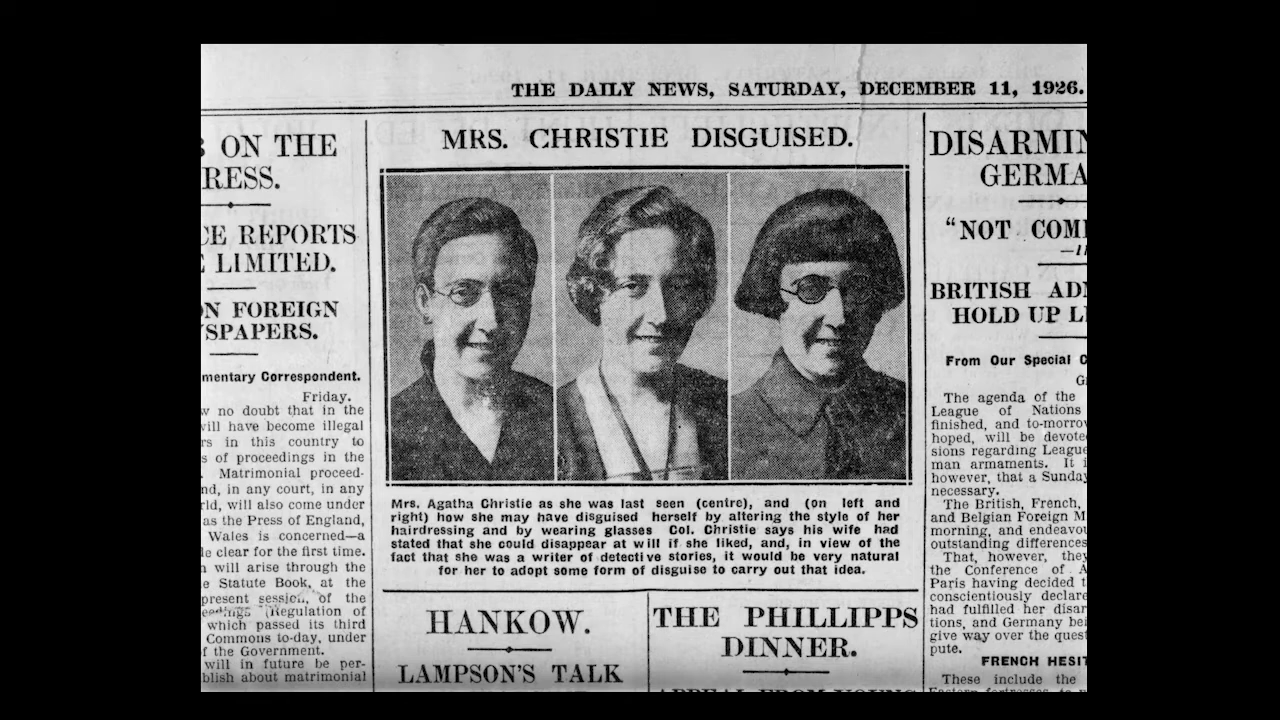 THE DAILY NEWS, SATURDAY, DECEMBER 11, 1926.
ON THE
RESS.
CE REPORTS
LIMITED.
ON FOREIGN
SPAPERS.
mentary Correspondent.
Friday.
w no doubt that in the
will have become illegal
rs in this country to
s of proceedings in the
. Matrimonial proceed-
nd, in any court, in any
rld, will also come under
as the Press of England,
Wales is concerned—a
le clear for the first time.
n will arise through the
e Statute Book, at the
present session, of the
Regulation of
which passed its third
Commons to-day, under
f the Government.
will in future be per-
blish about matrimonial
MRS. CHRISTIE DISGUISED.
Mrs. Agatha Christie as she was last seen (centre), and (on left and
right) how she may have disguised herself by altering the style of her
hairdressing and by wearing glasses Col. Christie says his wife had
stated that she could disappear at will if she liked, and, in view of the
fact that she was a writer of detective stories, it would be very natural
for her to adopt some form of disguise to carry out that idea.
HANKOW.
LAMPSON'S TALK
THE PHILLIPPS
DINNER.
APPEAL FROM YOUNG
DISARMIN
GERMA
"NOT COM
BRITISH AD
HOLD UP L
From Our Special C
G
The agenda of the
League of Nations
finished, and to-morrow
hoped, will be devote
sions regarding League
man armaments. It i
however, that a Sunday
necessary.
The British, French,
and Belgian Foreign M
morning, and endeavou
outstanding differences
That, however, they
the Conference of A
Paris having decided t
conscientiously declare
had fulfilled her disar
tions, and Germany bei
give way over the quest
pute.
FRENCH HESIT
These include the
Eastern fortresses, to